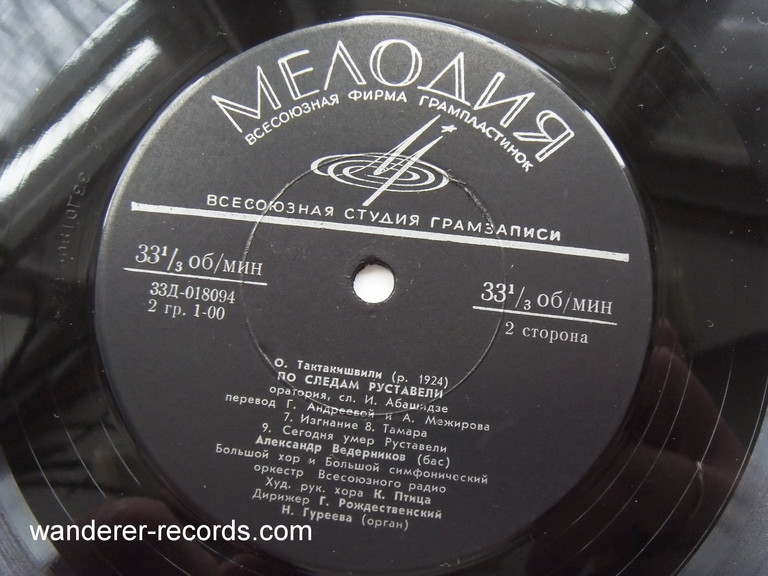 МЕЛОДИЯ
ВСЕСОЮЗНАЯ ФИРМА ГРАМПЛАСТИНОК
ВСЕСОЮЗНАЯ СТУДИЯ ГРАМЗАПИСИ
33¹/₃ об/мин
33Д-018094
2 гр. 1-00
33¹/₃ об/мин
2 сторона
О. Тактакишвили (р. 1924)
ПО СЛЕДАМ РУСТАВЕЛИ
оратория, сл. И. Абашидзе
перевод Г. Андреевой и А. Межирова
7. Изгнание 8. Тамара
9. Сегодня умер Руставели
Александр Ведерников (бас)
Большой хор и Большой симфонический
оркестр Всесоюзного радио
Худ. рук. хора К. Птица
Дирижер Г. Рождественский
Н. Гуреева (орган)
wanderer-records.com